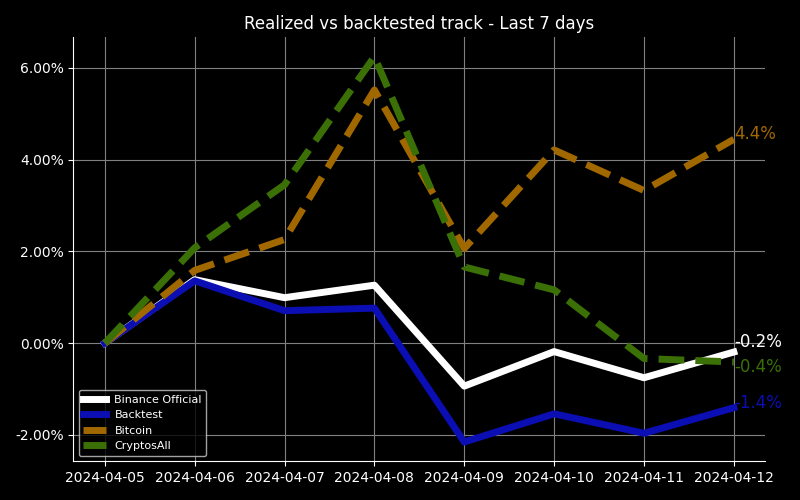 Realized vs backtested track - Last 7 days
6.00%
4.00%
2.00%
0.00%
-2.00%
4.4%
-0.2%
-0.4%
-1.4%
Binance Official
Backtest
Bitcoin
CryptosAll
2024-04-05 2024-04-06 2024-04-07 2024-04-08 2024-04-09 2024-04-10 2024-04-11 2024-04-12